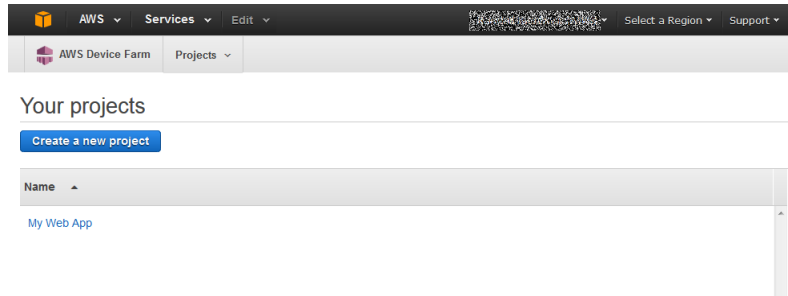 AWS Services Edit Select a Region Support
AWS Device Farm Projects
Your projects
Create a new project
Name
My Web App